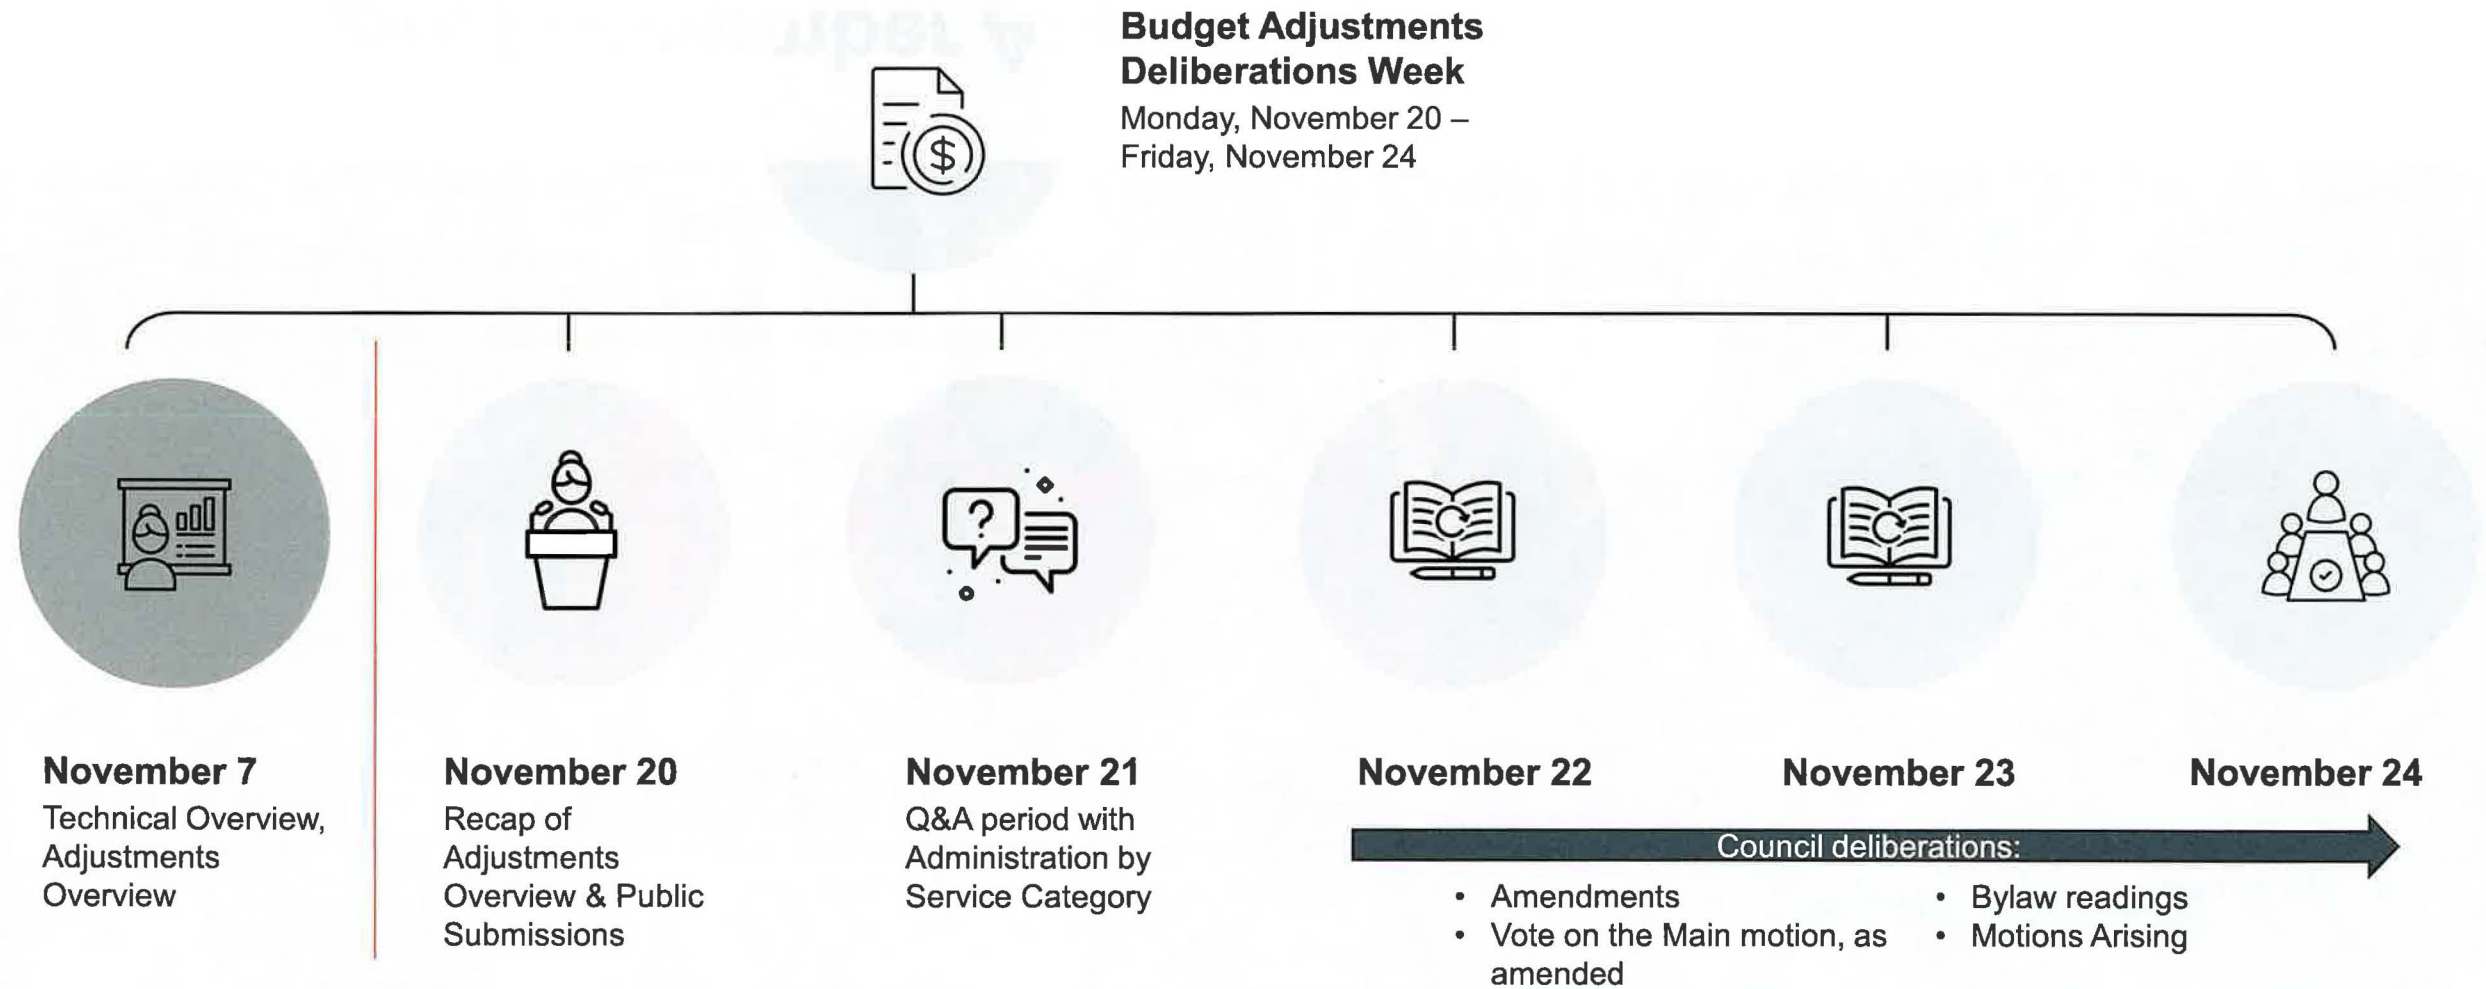 Budget Adjustments
Deliberations Week
Monday, November 20 –
Friday, November 24
$
?
November 7
Technical Overview,
Adjustments
Overview
November 20
Recap of
Adjustments
Overview & Public
Submissions
November 21
Q&A period with
Administration by
Service Category
November 22
November 23
November 24
Council deliberations:
• Amendments
• Vote on the Main motion, as
amended
• Bylaw readings
• Motions Arising